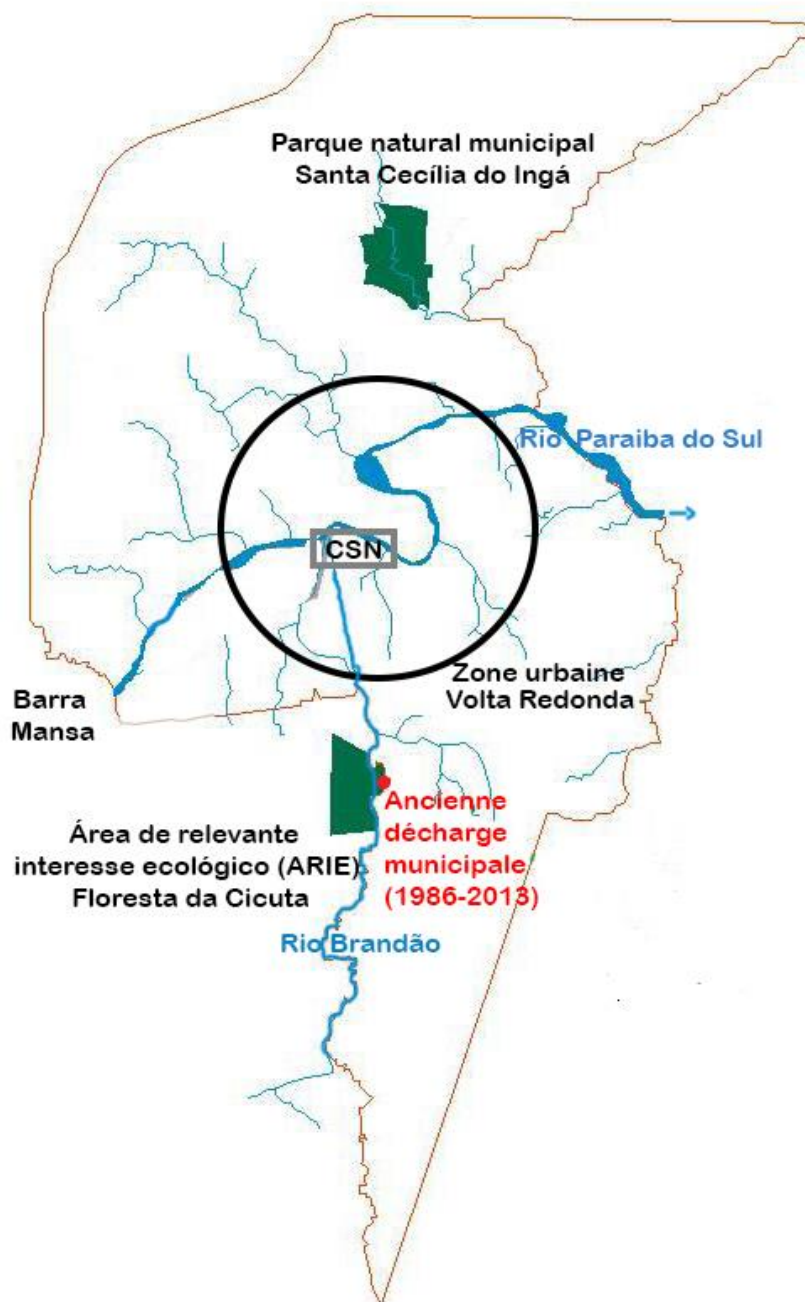 Parque natural municipal
Santa Cecília do Ingá
Rio Paraiba do Sul
CSN
Zone urbaine
Volta Redonda
Barra
Mansa
Ancienne
décharge
municipale
(1986-2013)
Área de relevante
interesse ecológico (ARIE)
Floresta da Cicuta
Rio Brandão